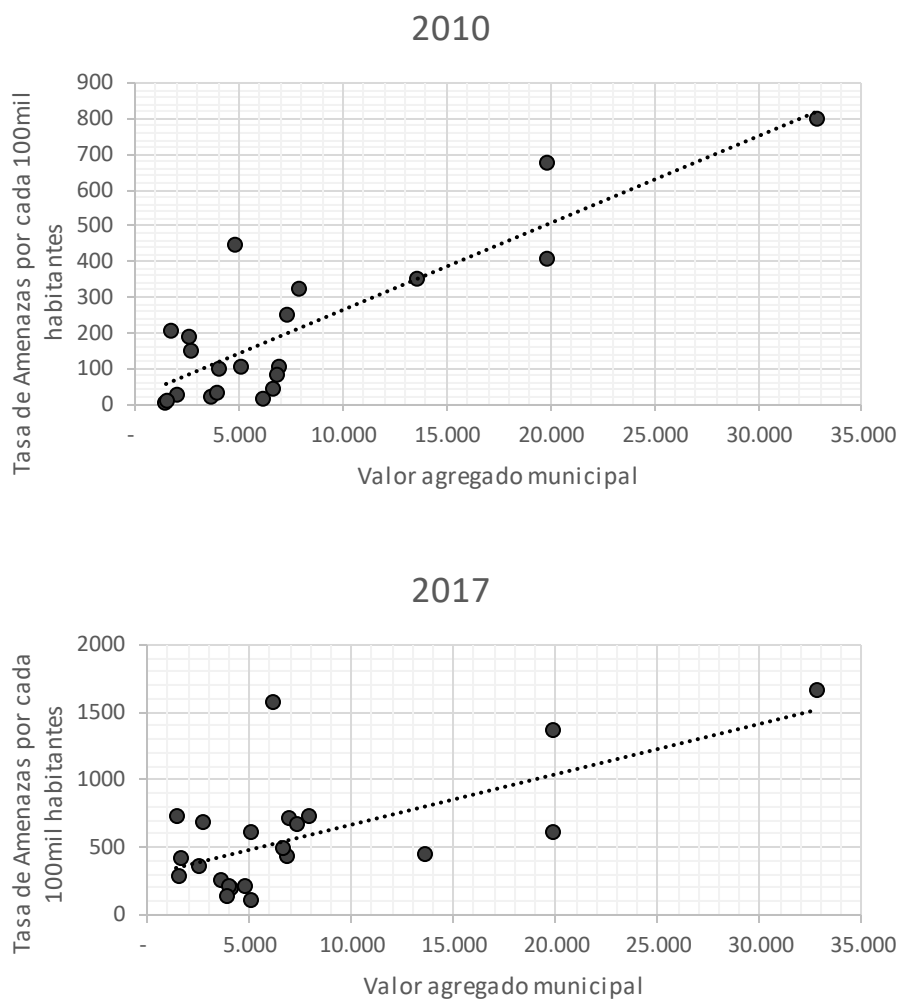 2010
900
800
700
600
500
400
300
200
100
0
Tasa de Amenazas por cada 100mil
habitantes
- 5.000 10.000 15.000 20.000 25.000 30.000 35.000
Valor agregado municipal
2017
2000
1500
1000
500
0
Tasa de Amenazas por cada
100mil habitantes
- 5.000 10.000 15.000 20.000 25.000 30.000 35.000
Valor agregado municipal